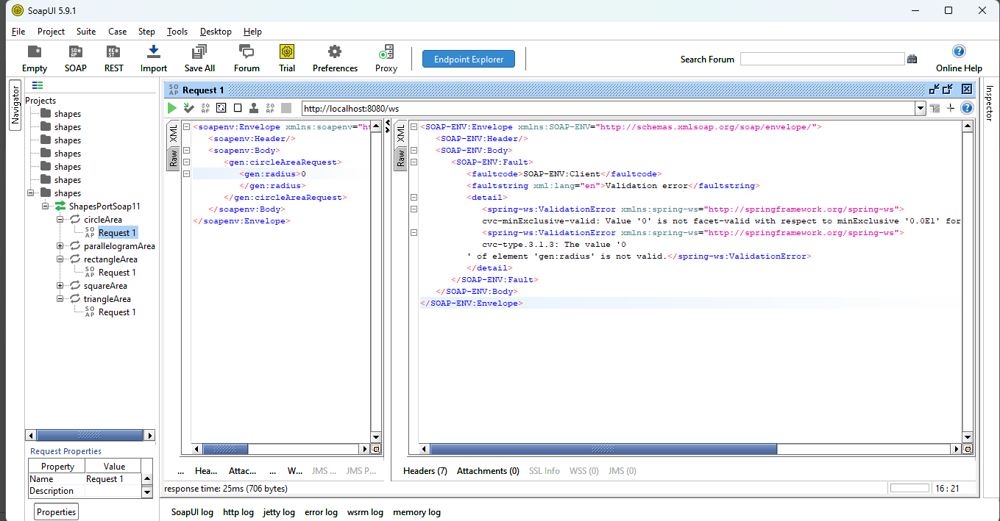 SoapUI 5.9.1
File Project Suite Case Step Tools Desktop Help
Empty SOAP REST Import Save All Forum Trial Preferences Proxy Endpoint Explorer Search Forum Online Help
Navigator
Projects
shapes
shapes
shapes
shapes
shapes
shapes
shapes
ShapesPortSoap11
circleArea
Request 1
parallelogramArea
rectangleArea
Request 1
squareArea
triangleArea
Request 1
Request Properties
Property Value
Name Request 1
Description
Properties
Request 1
http://localhost:8080/ws
XML
Raw
<soapenv:Envelope xmlns:soapenv="ht
<soapenv:Header/>
<soapenv:Body>
<gen:circleAreaRequest>
<gen:radius>0
</gen:radius>
</gen:circleAreaRequest>
</soapenv:Body>
</soapenv:Envelope>
... Hea... Attac... ... W... JMS ... JMS P...
XML
Raw
<SOAP-ENV:Envelope xmlns:SOAP-ENV="http://schemas.xmlsoap.org/soap/envelope/">
<SOAP-ENV:Header/>
<SOAP-ENV:Body>
<SOAP-ENV:Fault>
<faultcode>SOAP-ENV:Client</faultcode>
<faultstring xml:lang="en">Validation error</faultstring>
<detail>
<spring-ws:ValidationError xmlns:spring-ws="http://springframework.org/spring-ws">
cvc-minExclusive-valid: Value '0' is not facet-valid with respect to minExclusive '0.0E1' for
<spring-ws:ValidationError xmlns:spring-ws="http://springframework.org/spring-ws">
cvc-type.3.1.3: The value '0
' of element 'gen:radius' is not valid.</spring-ws:ValidationError>
</detail>
</SOAP-ENV:Fault>
</SOAP-ENV:Body>
</SOAP-ENV:Envelope>
Headers (7) Attachments (0) SSL Info WSS (0) JMS (0)
response time: 25ms (706 bytes)
16 : 21
Inspector
SoapUI log http log jetty log error log wsrm log memory log